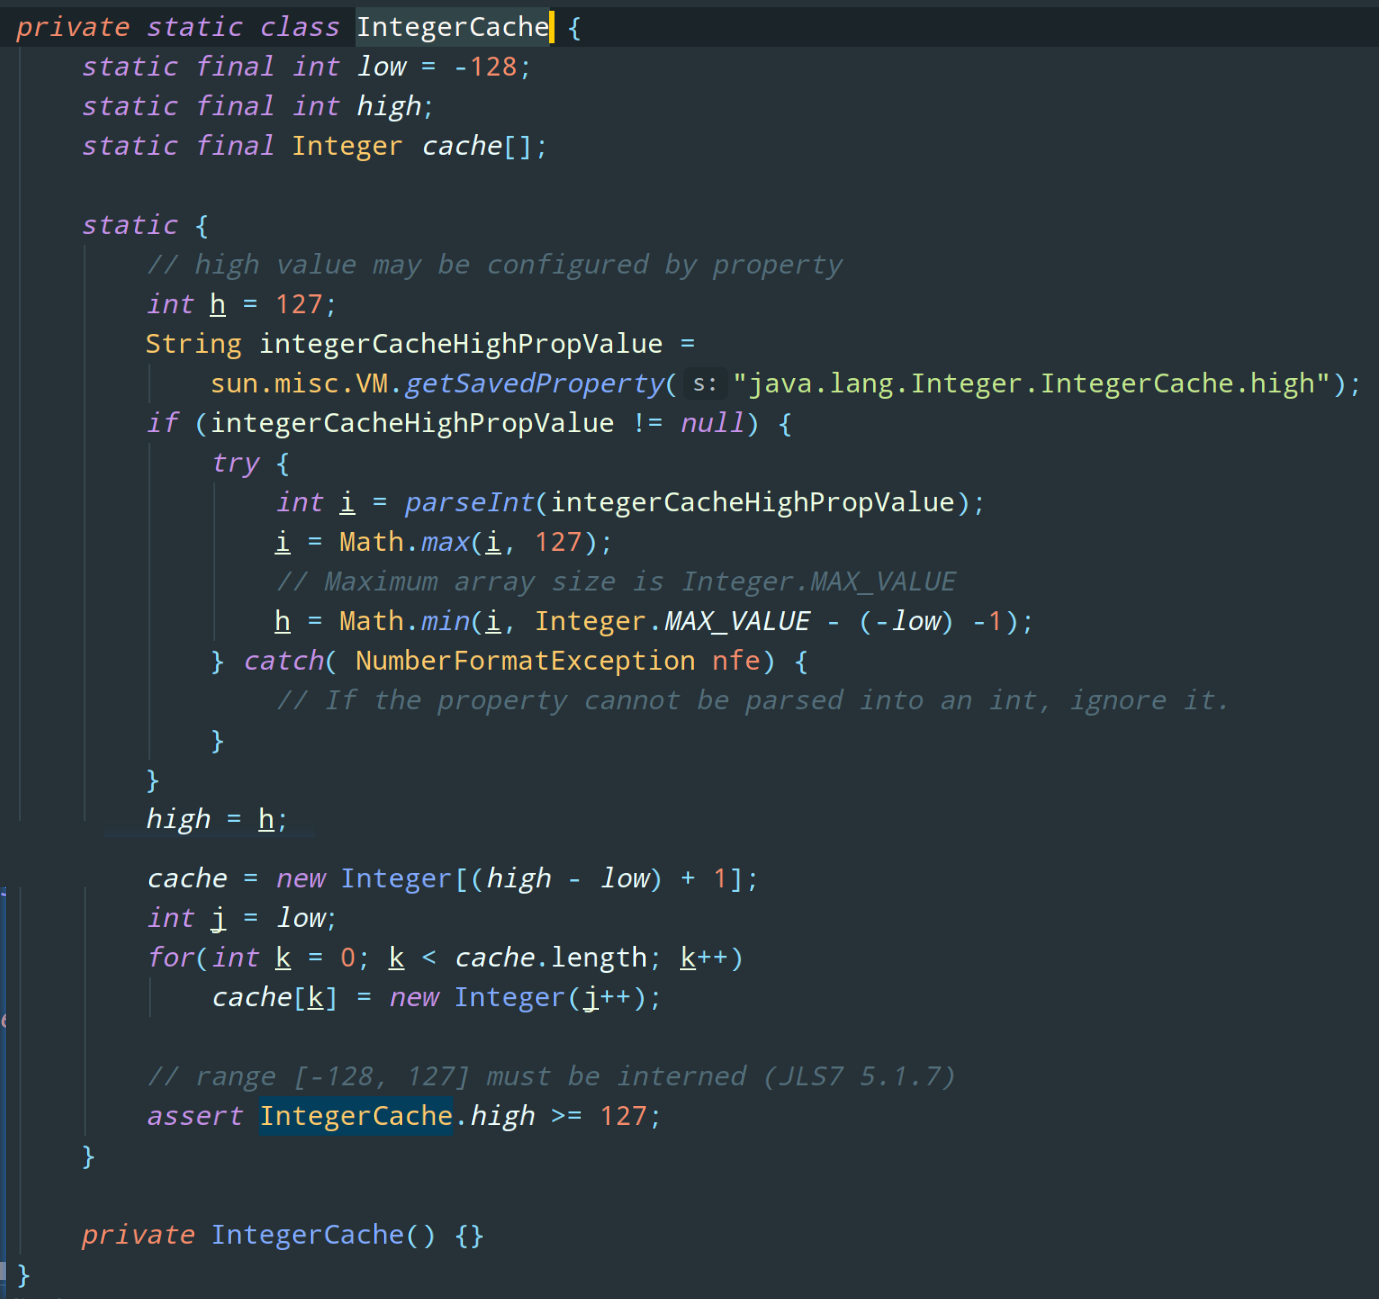 private static class IntegerCache {
    static final int low = -128;
    static final int high;
    static final Integer cache[];

    static {
        // high value may be configured by property
        int h = 127;
        String integerCacheHighPropValue =
            sun.misc.VM.getSavedProperty( s: "java.lang.Integer.IntegerCache.high");
        if (integerCacheHighPropValue != null) {
            try {
                int i = parseInt(integerCacheHighPropValue);
                i = Math.max(i, 127);
                // Maximum array size is Integer.MAX_VALUE
                h = Math.min(i, Integer.MAX_VALUE - (-low) -1);
            } catch( NumberFormatException nfe) {
                // If the property cannot be parsed into an int, ignore it.
            }
        }
        high = h;

        cache = new Integer[(high - low) + 1];
        int j = low;
        for(int k = 0; k < cache.length; k++)
            cache[k] = new Integer(j++);

        // range [-128, 127] must be interned (JLS7 5.1.7)
        assert IntegerCache.high >= 127;
    }

    private IntegerCache() {}
}